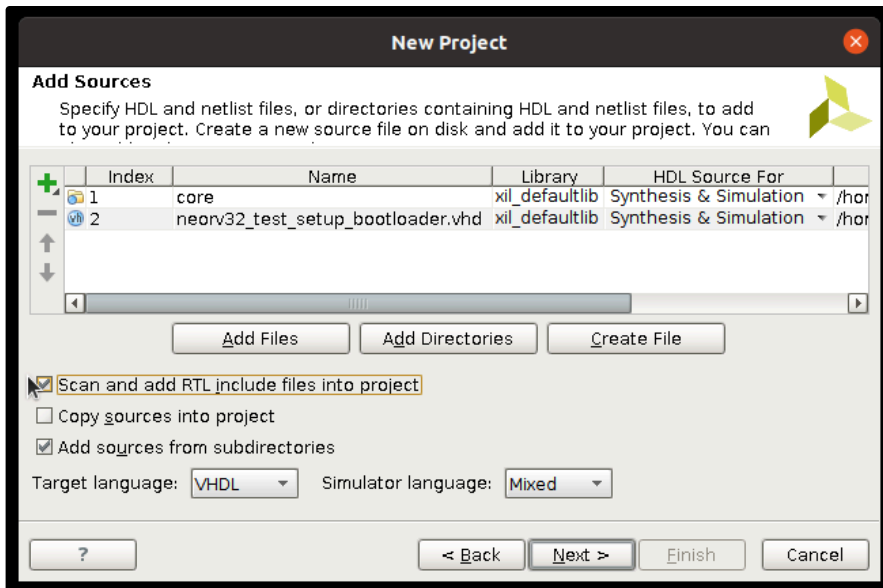 New Project
Add Sources
Specify HDL and netlist files, or directories containing HDL and netlist files, to add
to your project. Create a new source file on disk and add it to your project. You can
Index Name Library HDL Source For
1 core xil_defaultlib Synthesis & Simulation /hor
vh 2 neorv32_test_setup_bootloader.vhd xil_defaultlib Synthesis & Simulation /hor
Add Files Add Directories Create File
Scan and add RTL include files into project
Copy sources into project
Add sources from subdirectories
Target language: VHDL Simulator language: Mixed
? < Back Next > Finish Cancel